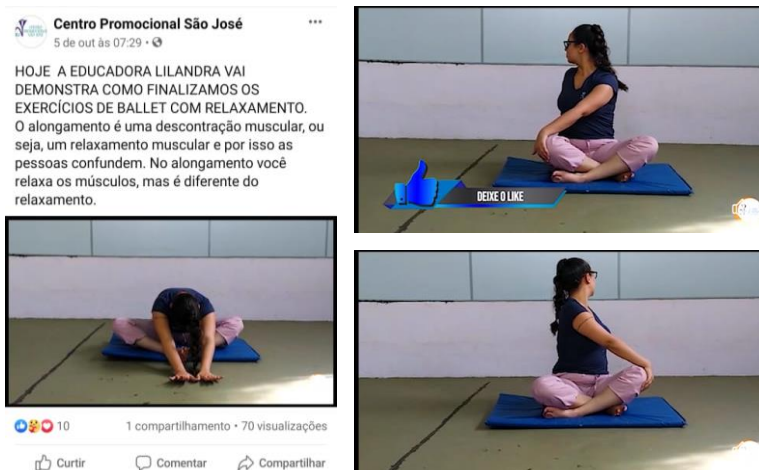 Centro Promocional São José
5 de out às 07:29 •
HOJE A EDUCADORA LILANDRA VAI
DEMONSTRA COMO FINALIZAMOS OS
EXERCÍCIOS DE BALLET COM RELAXAMENTO.
O alongamento é uma descontração muscular, ou
seja, um relaxamento muscular e por isso as
pessoas confundem. No alongamento você
relaxa os músculos, mas é diferente do
relaxamento.
10
1 compartilhamento • 70 visualizações
Curtir
Comentar
Compartilhar
DEIXE O LIKE